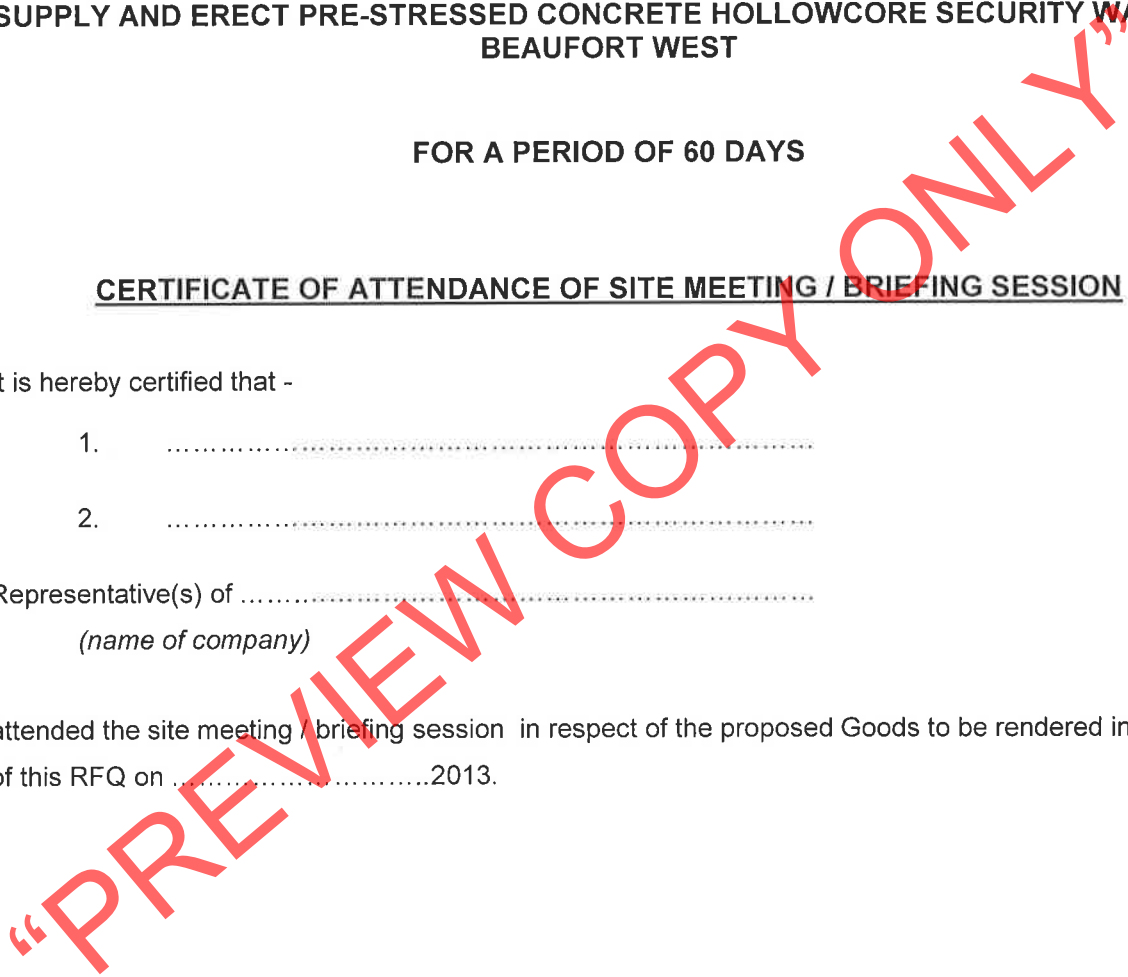 SUPPLY AND ERECT PRE-STRESSED CONCRETE HOLLOWCORE SECURITY WA
BEAUFORT WEST
FOR A PERIOD OF 60 DAYS
CERTIFICATE OF ATTENDANCE OF SITE MEETING / BRIEFING SESSION
t is hereby certified that -
1. ........................................................................
2. ........................................................................
Representative(s) of ................................................................
(name of company)
attended the site meeting / briefing session in respect of the proposed Goods to be rendered in
of this RFQ on ..............................2013.
“PREVIEW COPY ONLY”